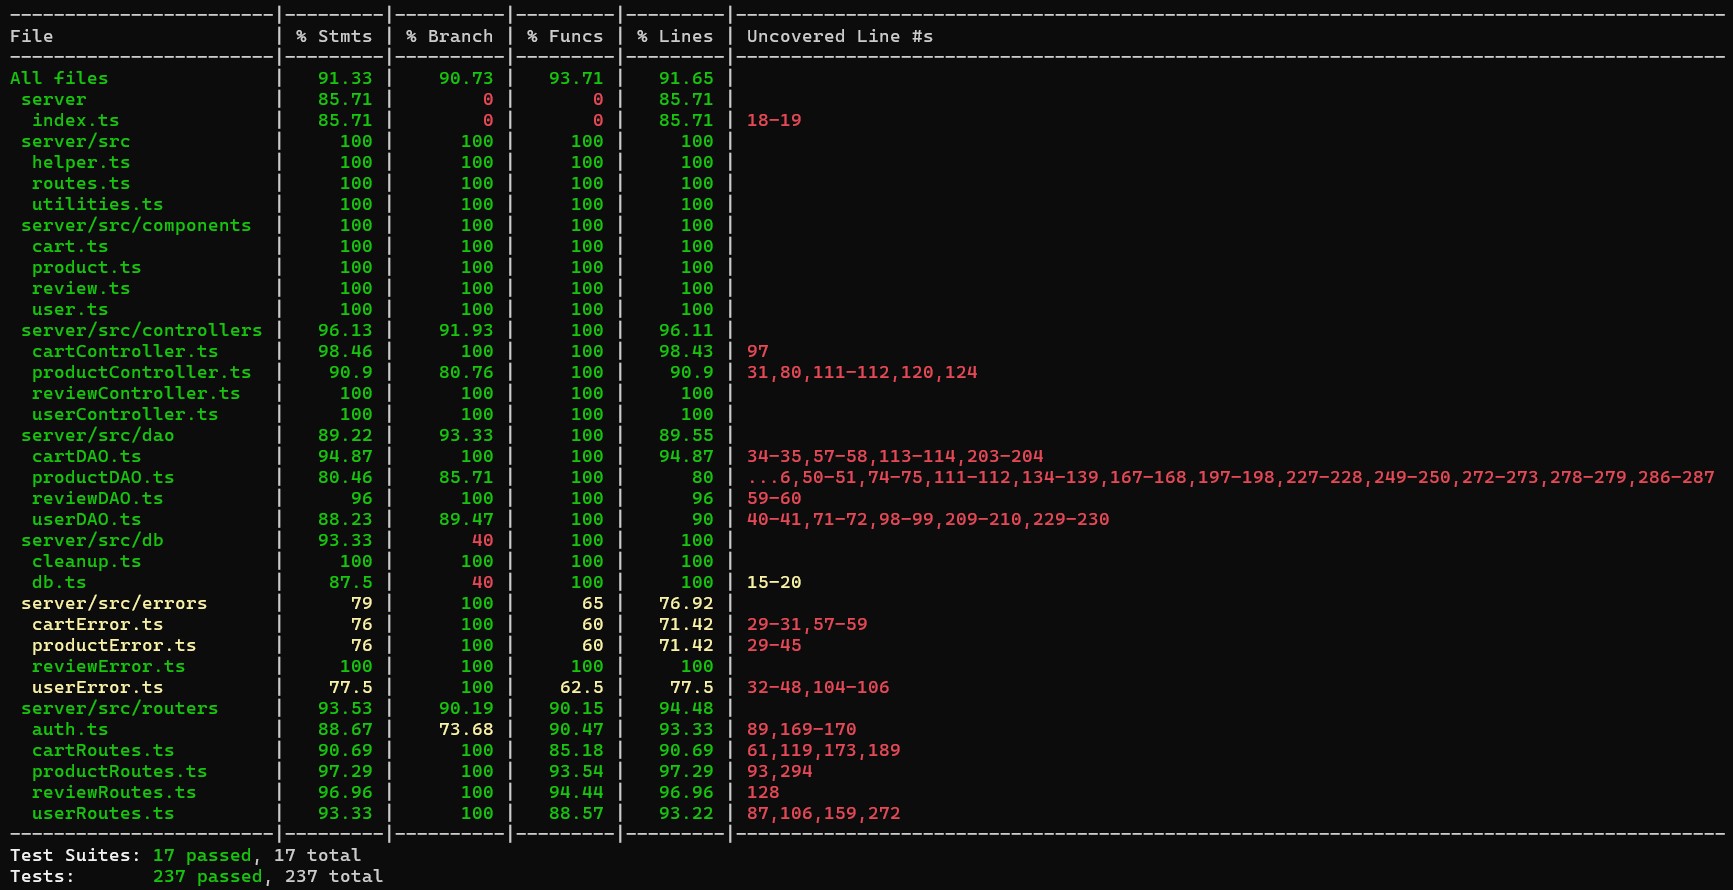 File | % Stmts | % Branch | % Funcs | % Lines | Uncovered Line #s
All files | 91.33 | 90.73 | 93.71 | 91.65 |
server | 85.71 | 0 | 0 | 85.71 |
index.ts | 85.71 | 0 | 0 | 85.71 | 18-19
server/src | 100 | 100 | 100 | 100 |
helper.ts | 100 | 100 | 100 | 100 |
routes.ts | 100 | 100 | 100 | 100 |
utilities.ts | 100 | 100 | 100 | 100 |
server/src/components | 100 | 100 | 100 | 100 |
cart.ts | 100 | 100 | 100 | 100 |
product.ts | 100 | 100 | 100 | 100 |
review.ts | 100 | 100 | 100 | 100 |
user.ts | 100 | 100 | 100 | 100 |
server/src/controllers | 96.13 | 91.93 | 100 | 96.11 |
cartController.ts | 98.46 | 100 | 100 | 98.43 | 97
productController.ts | 90.9 | 80.76 | 100 | 90.9 | 31,80,111-112,120,124
reviewController.ts | 100 | 100 | 100 | 100 |
userController.ts | 100 | 100 | 100 | 100 |
server/src/dao | 89.22 | 93.33 | 100 | 89.55 |
cartDAO.ts | 94.87 | 100 | 100 | 94.87 | 34-35,57-58,113-114,203-204
productDAO.ts | 80.46 | 85.71 | 100 | 80 | ...6,50-51,74-75,111-112,134-139,167-168,197-198,227-228,249-250,272-273,278-279,286-287
reviewDAO.ts | 96 | 100 | 100 | 96 | 59-60
userDAO.ts | 88.23 | 89.47 | 100 | 90 | 40-41,71-72,98-99,209-210,229-230
server/src/db | 93.33 | 40 | 100 | 100 |
cleanup.ts | 100 | 100 | 100 | 100 |
db.ts | 87.5 | 40 | 100 | 100 | 15-20
server/src/errors | 79 | 100 | 65 | 76.92 |
cartError.ts | 76 | 100 | 60 | 71.42 | 29-31,57-59
productError.ts | 76 | 100 | 60 | 71.42 | 29-45
reviewError.ts | 100 | 100 | 100 | 100 |
userError.ts | 77.5 | 100 | 62.5 | 77.5 | 32-48,104-106
server/src/routers | 93.53 | 90.19 | 90.15 | 94.48 |
auth.ts | 88.67 | 73.68 | 90.47 | 93.33 | 89,169-170
cartRoutes.ts | 90.69 | 100 | 85.18 | 90.69 | 61,119,173,189
productRoutes.ts | 97.29 | 100 | 93.54 | 97.29 | 93,294
reviewRoutes.ts | 96.96 | 100 | 94.44 | 96.96 | 128
userRoutes.ts | 93.33 | 100 | 88.57 | 93.22 | 87,106,159,272
Test Suites: 17 passed, 17 total
Tests: 237 passed, 237 total